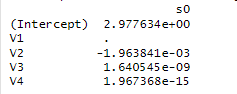 s0
(Intercept) 2.977634e+00
V1 .
V2 -1.963841e-03
V3 1.640545e-09
V4 1.967368e-15